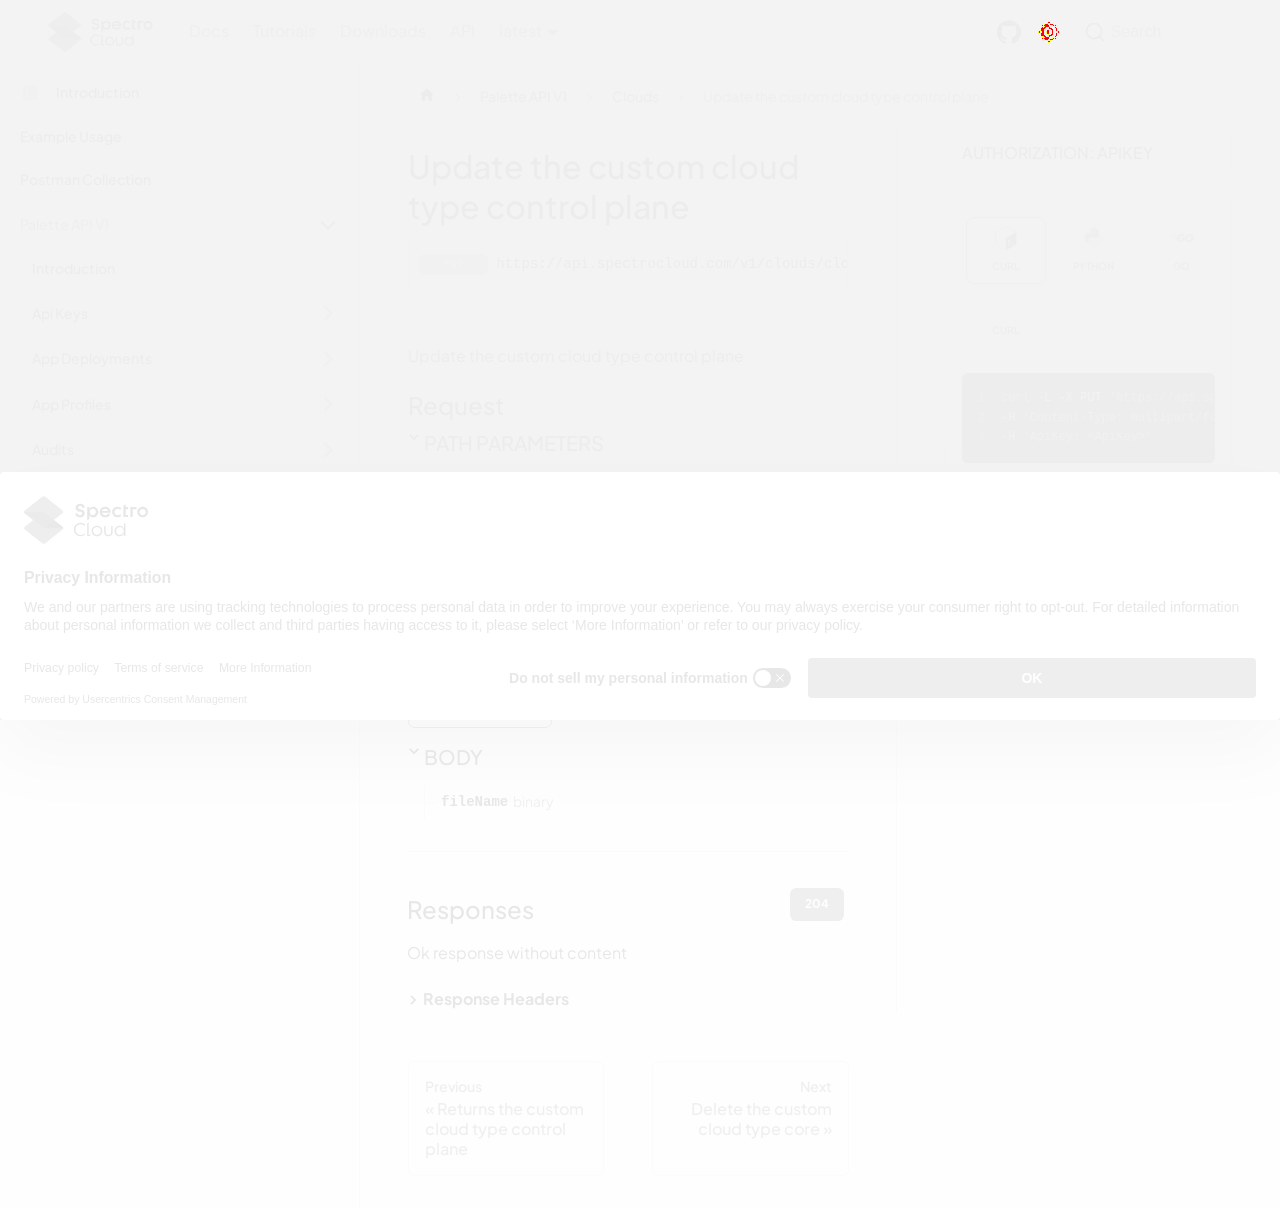 Spectro Cloud
Docs Tutorials Downloads API latest
Search
Introduction
Example Usage
Postman Collection
Palette API V1
Introduction
Api Keys
App Deployments
App Profiles
Audits
Palette API V1
Clouds
Update the custom cloud type control plane
Update the custom cloud
type control plane
https://api.spectrocloud.com/v1/clouds/clo
Update the custom cloud type control plane
Request
PATH PARAMETERS
AUTHORIZATION: APIKEY
CURL PYTHON GO
CURL
Spectro
Cloud
Privacy Information
We and our partners are using tracking technologies to process personal data in order to improve your experience. You may always exercise your consumer right to opt-out. For detailed information
about personal information we collect and third parties having access to it, please select 'More Information' or refer to our privacy policy.
Privacy policy Terms of service More Information
Do not sell my personal information
OK
Powered by Usercentrics Consent Management
BODY
fileName binary
Responses
204
Ok response without content
Response Headers
Previous
« Returns the custom
cloud type control
plane
Next
Delete the custom
cloud type core »